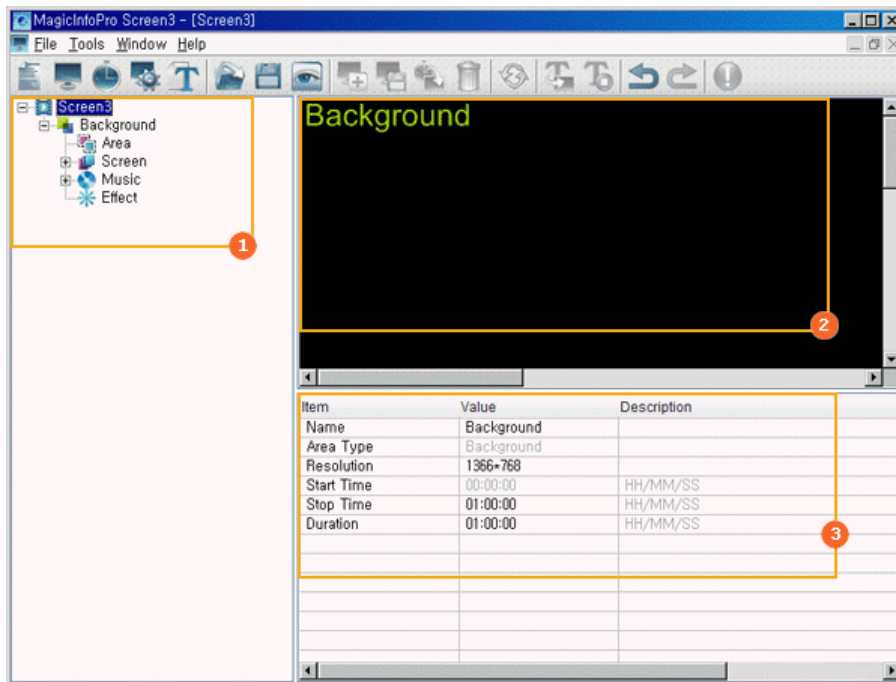 MagicInfoPro Screen3 - [Screen3]
File Tools Window Help
Screen3
Background
Area
Screen
Music
Effect
1
Background
2
Item Value Description
Name Background
Area Type Background
Resolution 1366*768
Start Time 00:00:00 HH/MM/SS
Stop Time 01:00:00 HH/MM/SS
Duration 01:00:00 HH/MM/SS
3